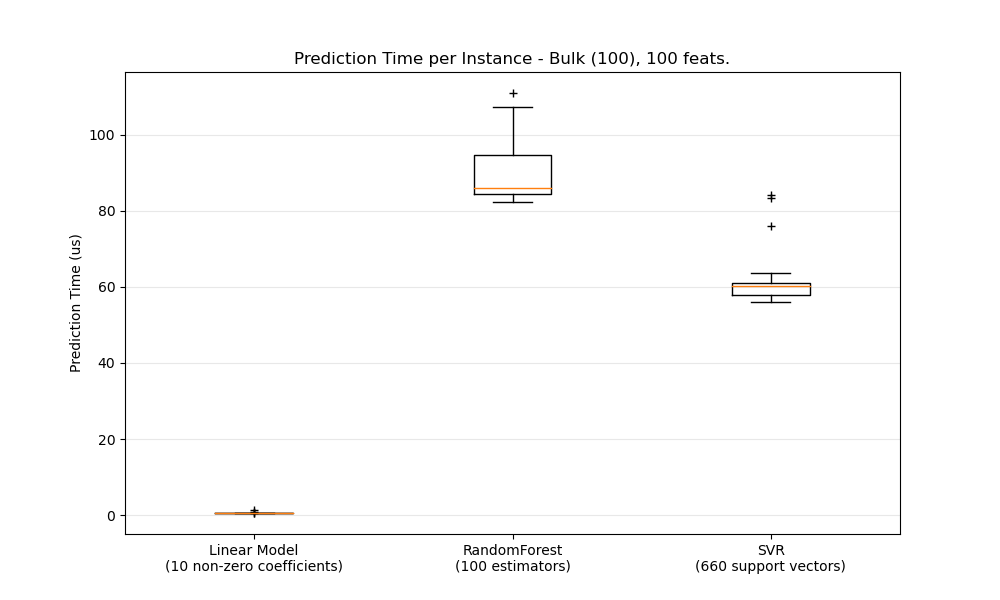 Prediction Time per Instance - Bulk (100), 100 feats.
Prediction Time (us)
100
80
60
40
20
0
Linear Model
(10 non-zero coefficients)
RandomForest
(100 estimators)
SVR
(660 support vectors)